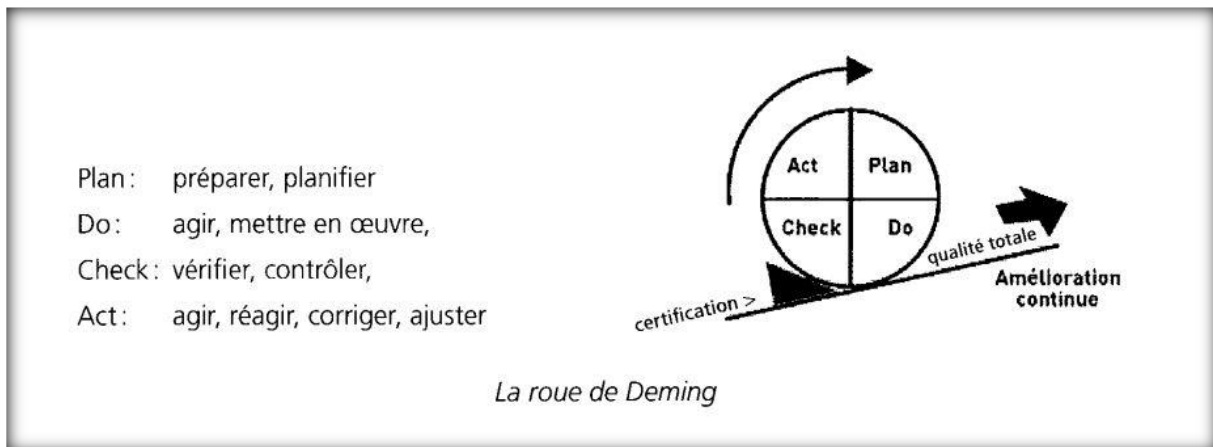 Plan : préparer, planifier
Do : agir, mettre en œuvre,
Check : vérifier, contrôler,
Act : agir, réagir, corriger, ajuster
Act Plan
Check Do
certification >
qualité totale
Amélioration
continue
La roue de Deming